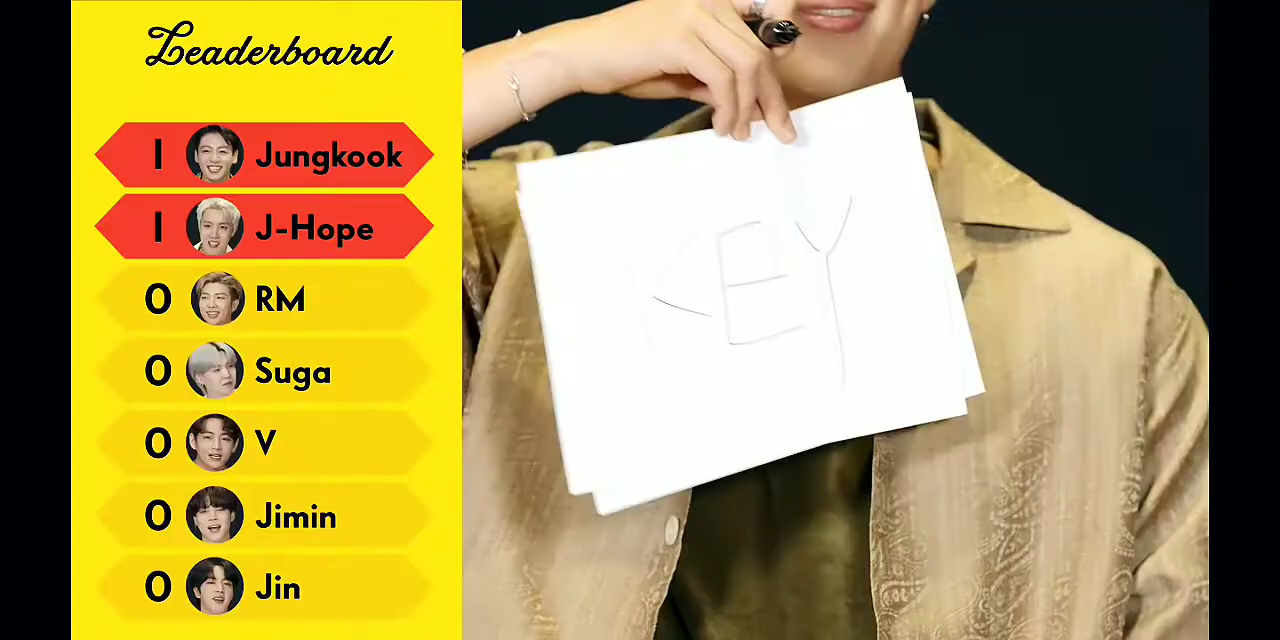 Leaderboard
1 Jungkook
1 J-Hope
0 RM
0 Suga
0 V
0 Jimin
0 Jin
KEY